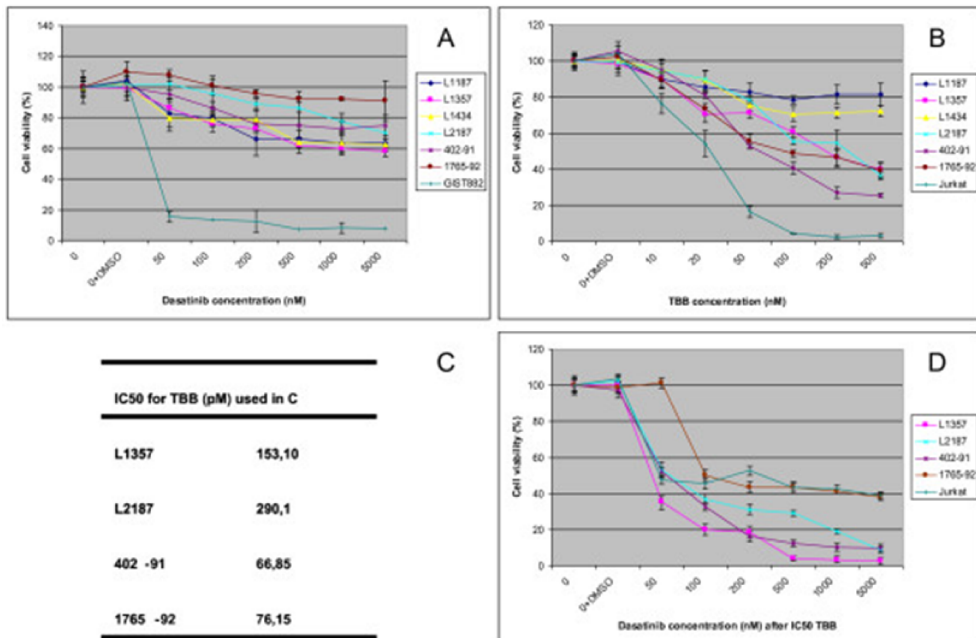 A
140
120
100
80
60
40
20
0
Cell viability (%)
0
0+DMSO
50
100
200
500
1000
5000
Dasatinib concentration (nM)
L1187
L1357
L1434
L2187
402-91
1765-92
GIST882
B
120
100
80
60
40
20
0
Cell viability (%)
0
0+DMSO
10
20
50
100
200
500
TBB concentration (nM)
L1187
L1357
L1434
L2187
402-91
1765-92
Jurkat
C
IC50 for TBB (pM) used in C
L1357 153,10
L2187 290,1
402 -91 66,85
1765 -92 76,15
D
120
100
80
60
40
20
0
Cell viability (%)
0
0+DMSO
50
100
200
500
1000
5000
Dasatinib concentration (nM) after IC50 TBB
L1357
L2187
402-91
1765-92
Jurkat